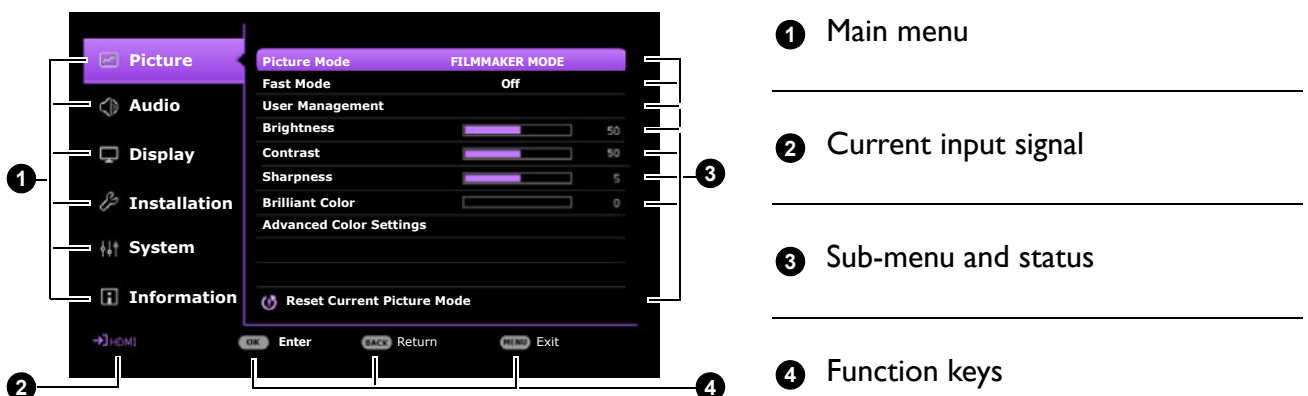 Picture
Audio
Display
Installation
System
Information
Picture Mode FILMMAKER MODE
Fast Mode Off
User Management
Brightness 50
Contrast 50
Sharpness 5
Brilliant Color 0
Advanced Color Settings
Reset Current Picture Mode
HDMI
OK Enter BACK Return MENU Exit
1
2
3
4
1 Main menu
2 Current input signal
3 Sub-menu and status
4 Function keys